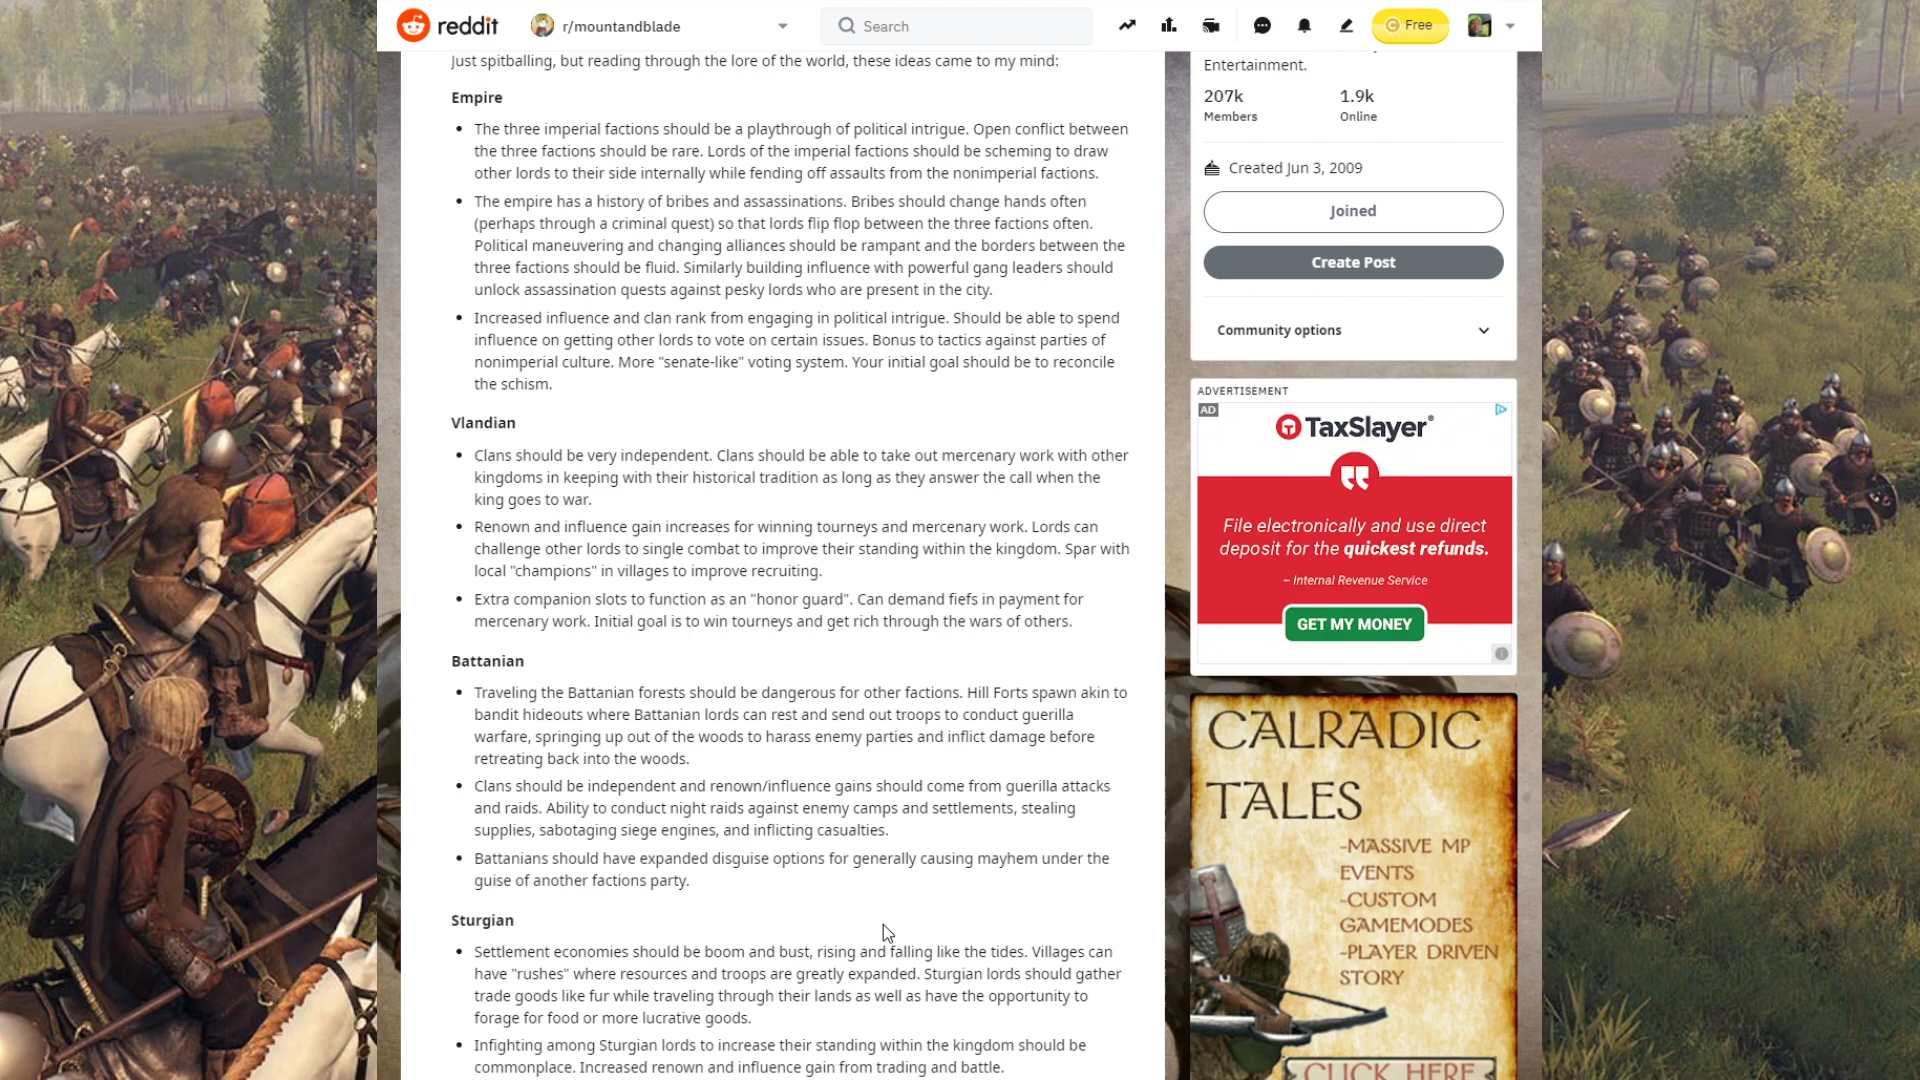 reddit
r/mountandblade
Search
Free
Just spitballing, but reading through the lore of the world, these ideas came to my mind:
Empire
The three imperial factions should be a playthrough of political intrigue. Open conflict between
the three factions should be rare. Lords of the imperial factions should be scheming to draw
other lords to their side internally while fending off assaults from the nonimperial factions.
The empire has a history of bribes and assassinations. Bribes should change hands often
(perhaps through a criminal quest) so that lords flip flop between the three factions often.
Political maneuvering and changing alliances should be rampant and the borders between the
three factions should be fluid. Similarly building influence with powerful gang leaders should
unlock assassination quests against pesky lords who are present in the city.
Increased influence and clan rank from engaging in political intrigue. Should be able to spend
influence on getting other lords to vote on certain issues. Bonus to tactics against parties of
nonimperial culture. More "senate-like" voting system. Your initial goal should be to reconcile
the schism.
Vlandian
Clans should be very independent. Clans should be able to take out mercenary work with other
kingdoms in keeping with their historical tradition as long as they answer the call when the
king goes to war.
Renown and influence gain increases for winning tourneys and mercenary work. Lords can
challenge other lords to single combat to improve their standing within the kingdom. Spar with
local "champions" in villages to improve recruiting.
Extra companion slots to function as an "honor guard". Can demand fiefs in payment for
mercenary work. Initial goal is to win tourneys and get rich through the wars of others.
Battanian
Traveling the Battanian forests should be dangerous for other factions. Hill Forts spawn akin to
bandit hideouts where Battanian lords can rest and send out troops to conduct guerilla
warfare, springing up out of the woods to harass enemy parties and inflict damage before
retreating back into the woods.
Clans should be independent and renown/influence gains should come from guerilla attacks
and raids. Ability to conduct night raids against enemy camps and settlements, stealing
supplies, sabotaging siege engines, and inflicting casualties.
Battanians should have expanded disguise options for generally causing mayhem under the
guise of another factions party.
Sturgian
Settlement economies should be boom and bust, rising and falling like the tides. Villages can
have "rushes" where resources and troops are greatly expanded. Sturgian lords should gather
trade goods like fur while traveling through their lands as well as have the opportunity to
forage for food or more lucrative goods.
Infighting among Sturgian lords to increase their standing within the kingdom should be
commonplace. Increased renown and influence gain from trading and battle.
Entertainment.
207k 1.9k
Members Online
Created Jun 3, 2009
Joined
Create Post
Community options
ADVERTISEMENT
AD
TaxSlayer®
File electronically and use direct
deposit for the quickest refunds.
– Internal Revenue Service
GET MY MONEY
CALRADIC
TALES
-MASSIVE MP
EVENTS
-CUSTOM
GAMEMODES
-PLAYER DRIVEN
STORY
CLICK HERE